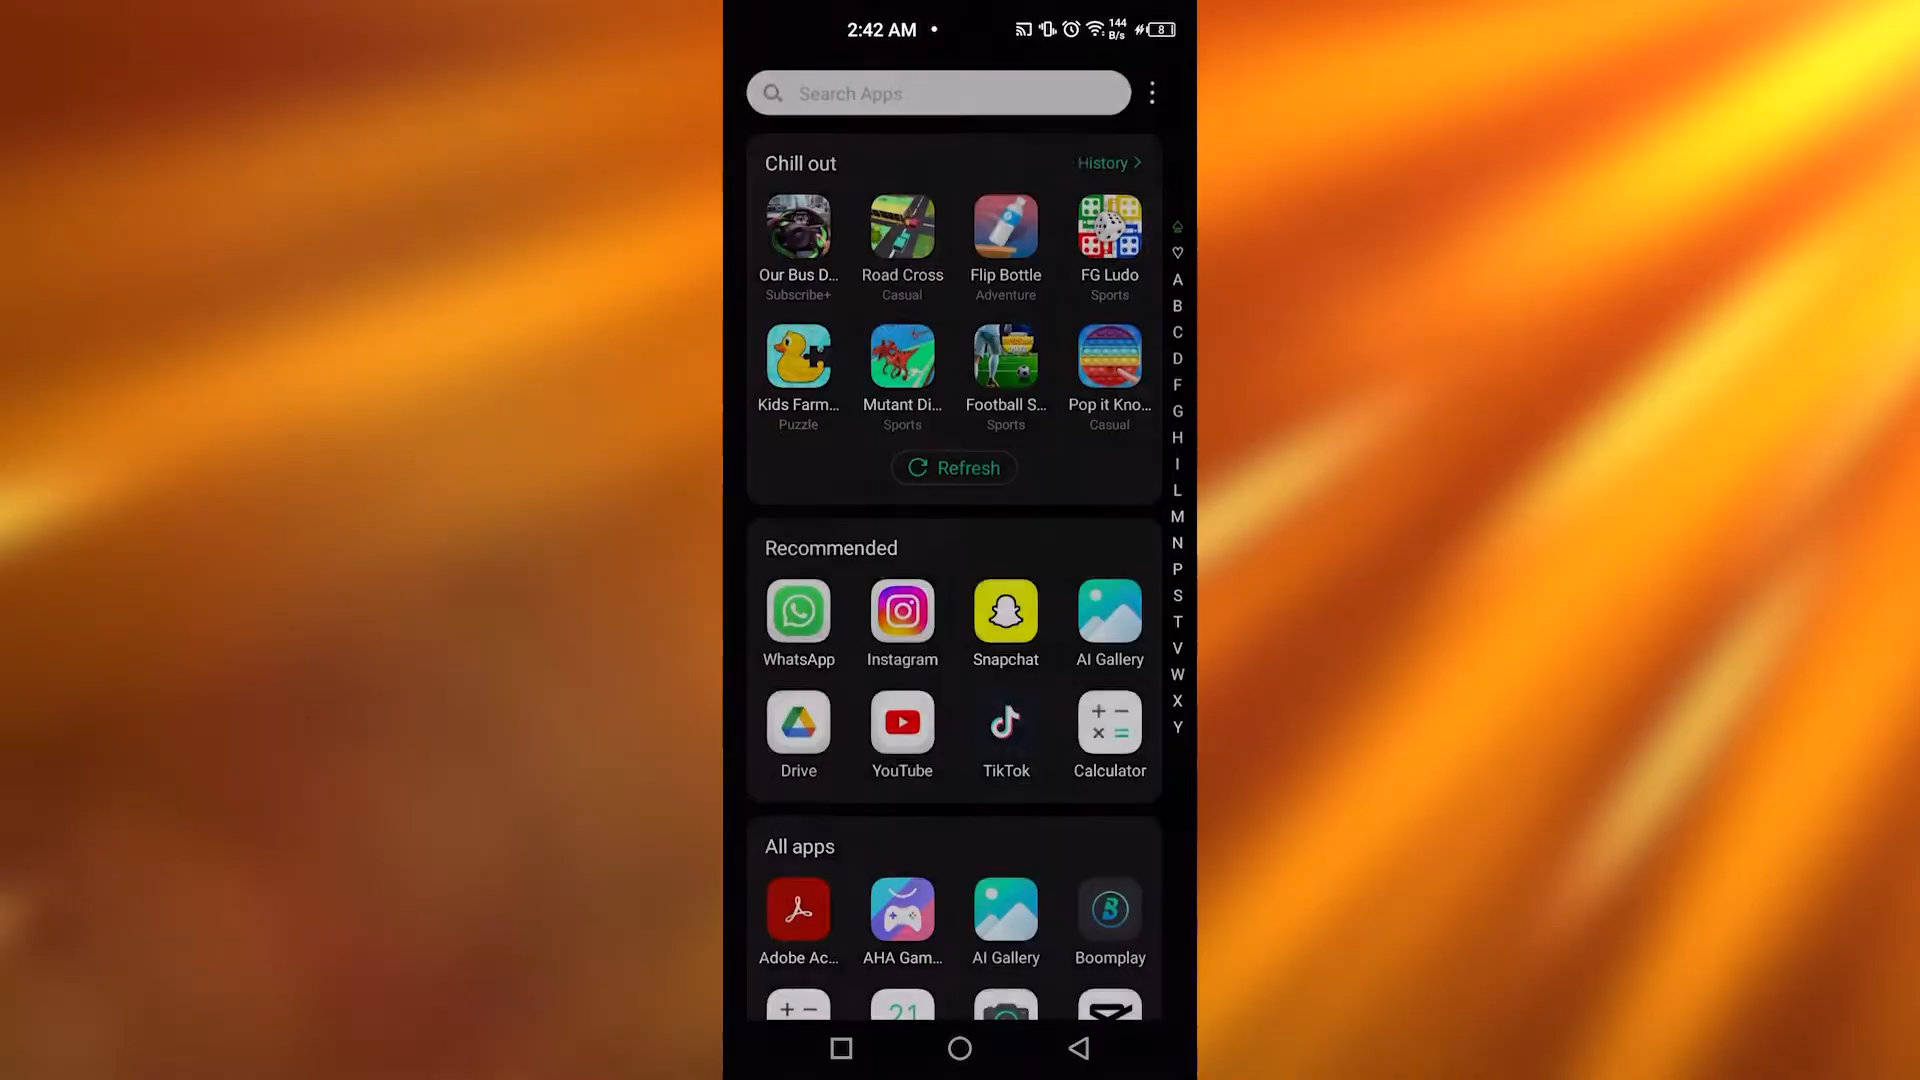 2:42 AM
144
B/s
8
Search Apps
Chill out
History
Our Bus D...
Road Cross
Flip Bottle
FG Ludo
Subscribe+
Casual
Adventure
Sports
Kids Farm...
Mutant Di...
Football S...
Pop it Kno...
Puzzle
Sports
Sports
Casual
Refresh
Recommended
WhatsApp
Instagram
Snapchat
AI Gallery
Drive
YouTube
TikTok
Calculator
All apps
Adobe Ac...
AHA Gam...
AI Gallery
Boomplay
21
A
B
C
D
F
G
H
I
L
M
N
P
S
T
V
W
X
Y